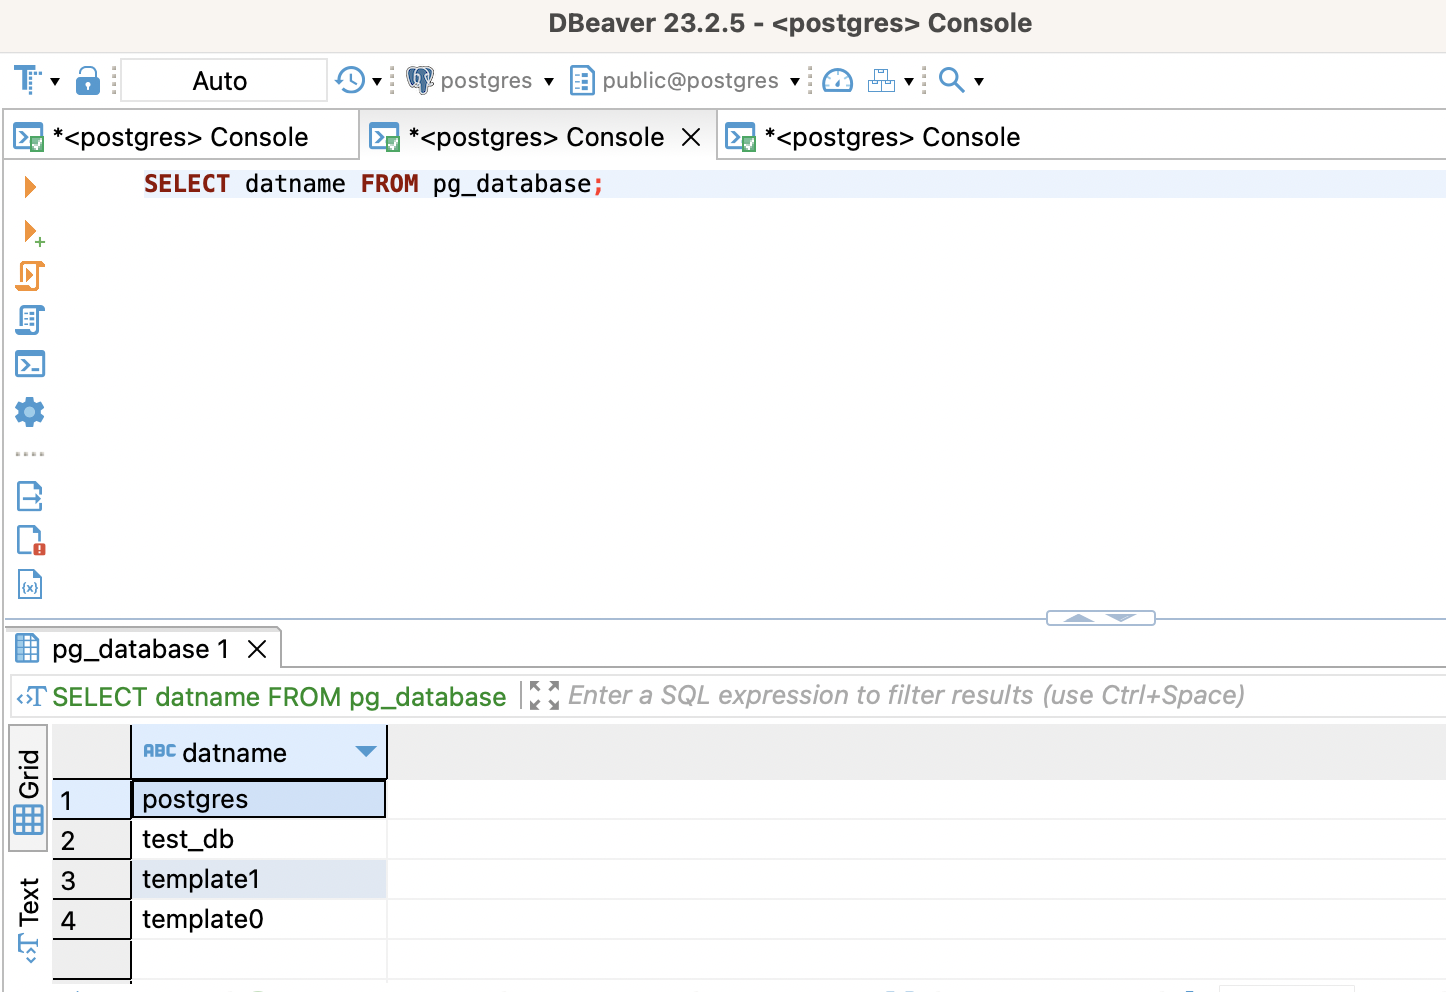 DBeaver 23.2.5 - <postgres> Console
Auto
postgres
public@postgres
*<postgres> Console
*<postgres> Console
*<postgres> Console
SELECT datname FROM pg_database;
pg_database 1
SELECT datname FROM pg_database
Enter a SQL expression to filter results (use Ctrl+Space)
Grid
Text
ABC datname
1 postgres
2 test_db
3 template1
4 template0